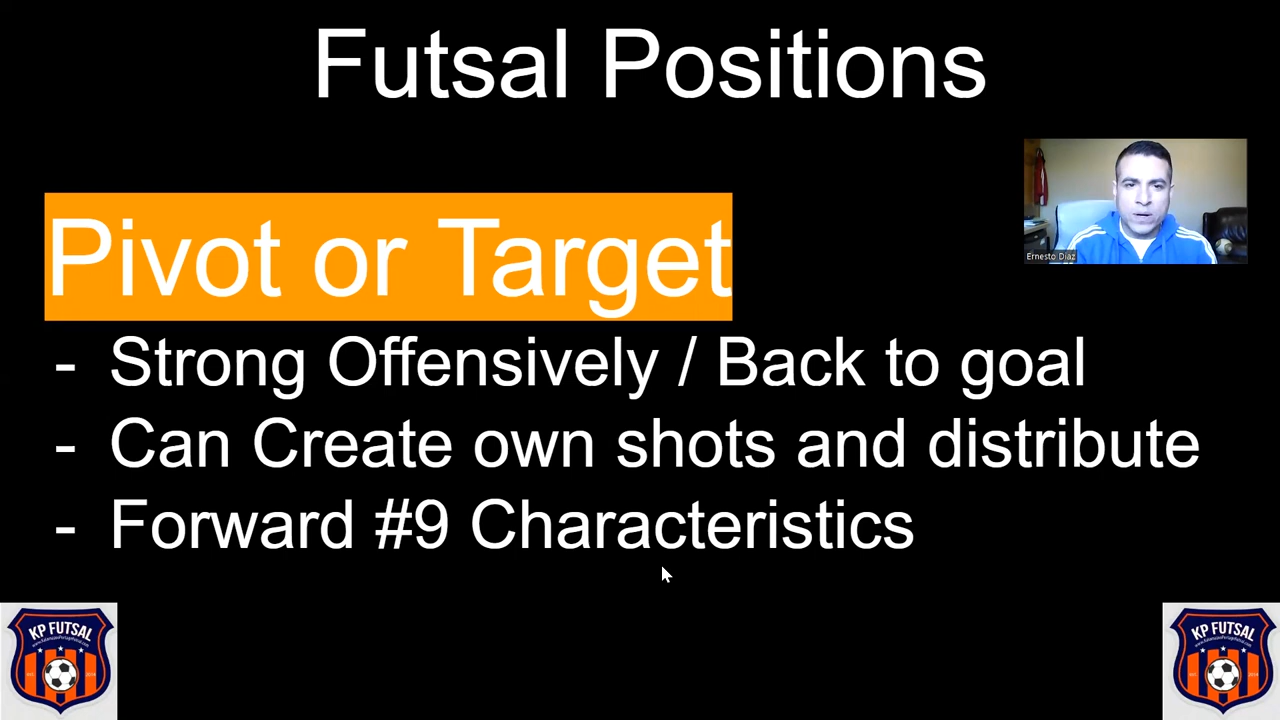 Futsal Positions
Ernesto Diaz
Pivot or Target
- Strong Offensively / Back to goal
- Can Create own shots and distribute
- Forward #9 Characteristics
KP FUTSAL
KP FUTSAL